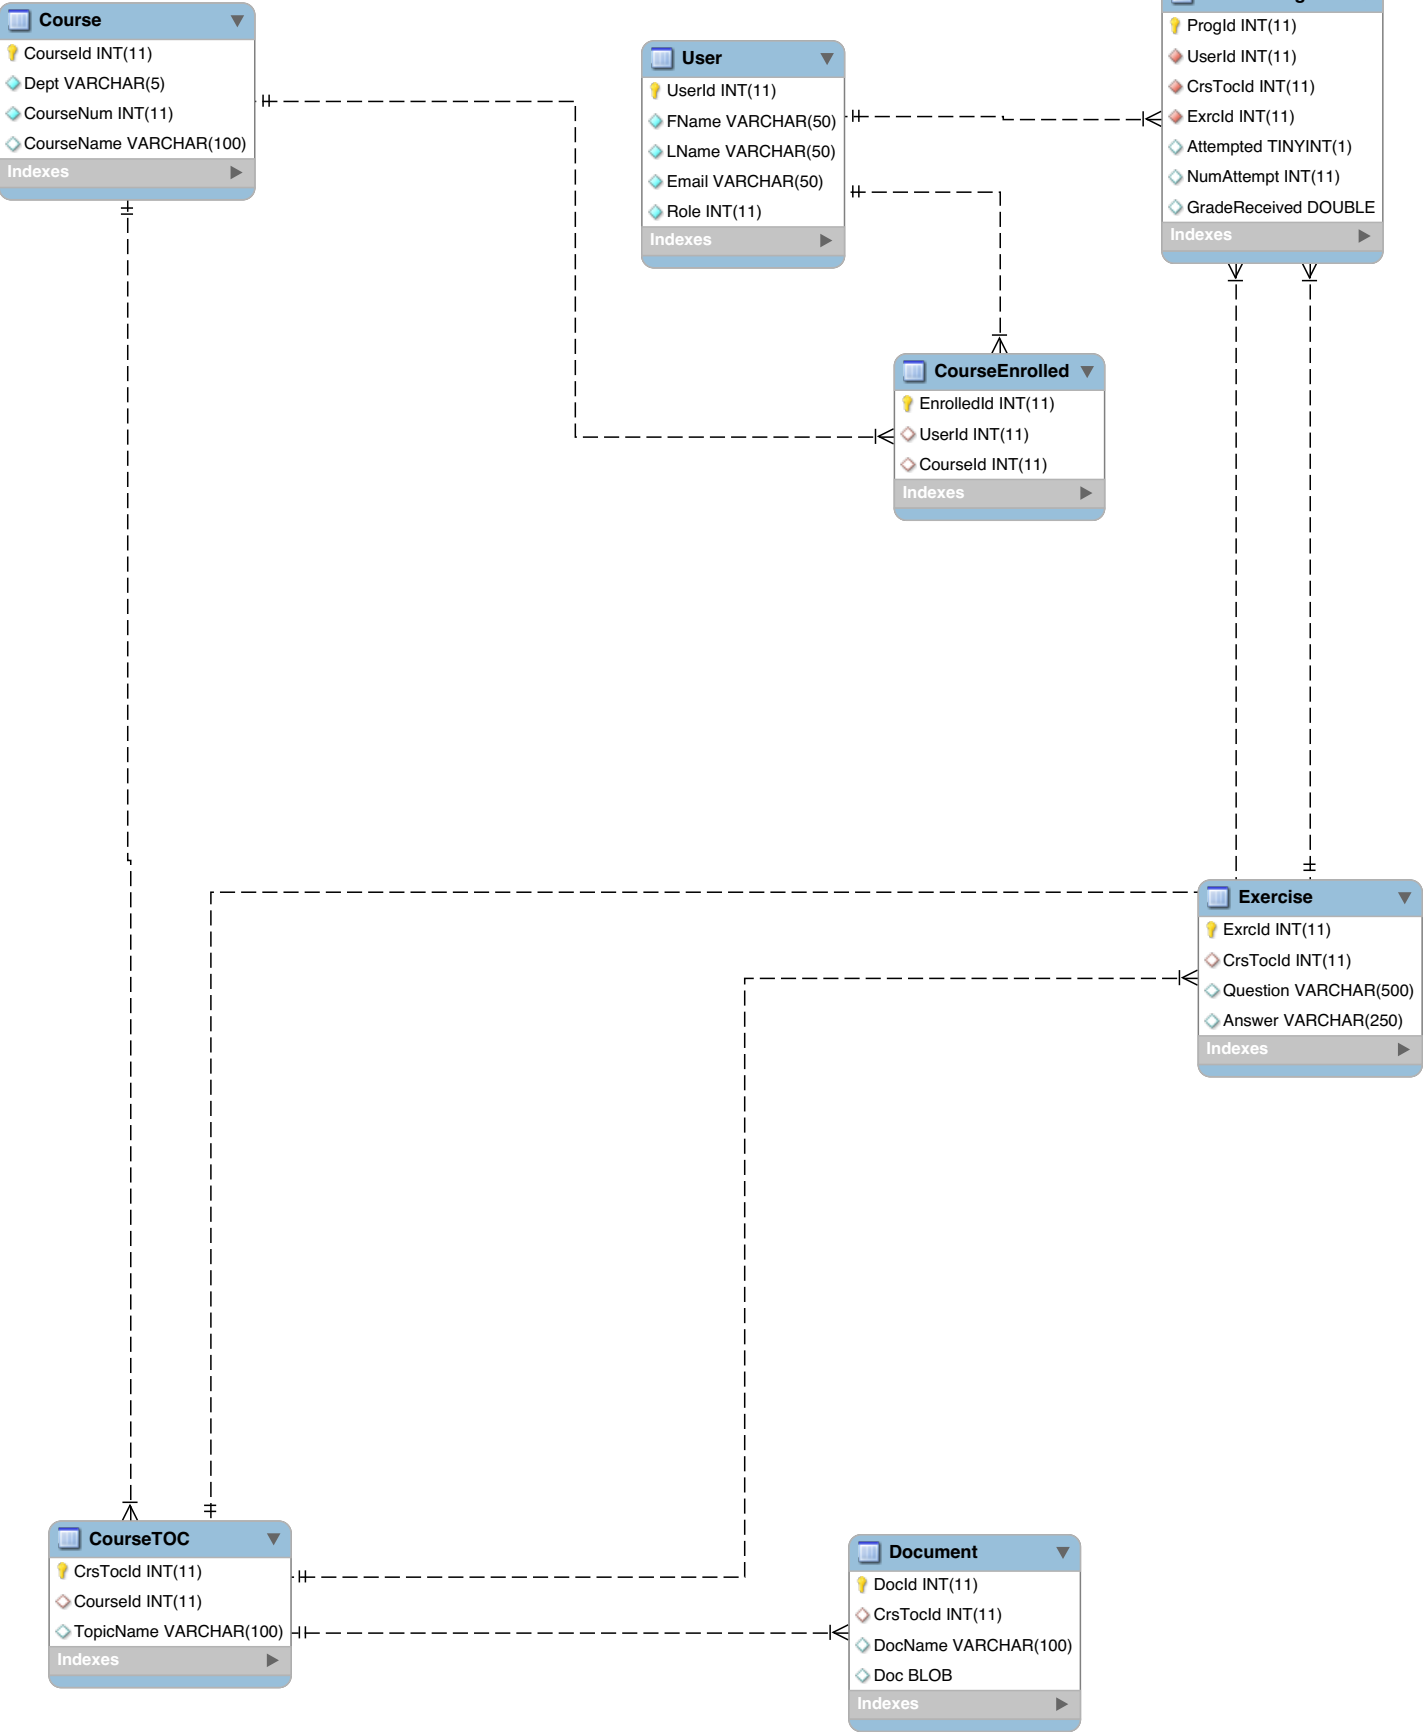 Course
CourseId INT(11)
Dept VARCHAR(5)
CourseNum INT(11)
CourseName VARCHAR(100)
Indexes
User
UserId INT(11)
FName VARCHAR(50)
LName VARCHAR(50)
Email VARCHAR(50)
Role INT(11)
Indexes
ProgId INT(11)
UserId INT(11)
CrsTocId INT(11)
ExrcId INT(11)
Attempted TINYINT(1)
NumAttempt INT(11)
GradeReceived DOUBLE
Indexes
CourseEnrolled
EnrolledId INT(11)
UserId INT(11)
CourseId INT(11)
Indexes
Exercise
ExrcId INT(11)
CrsTocId INT(11)
Question VARCHAR(500)
Answer VARCHAR(250)
Indexes
CourseTOC
CrsTocId INT(11)
CourseId INT(11)
TopicName VARCHAR(100)
Indexes
Document
DocId INT(11)
CrsTocId INT(11)
DocName VARCHAR(100)
Doc BLOB
Indexes